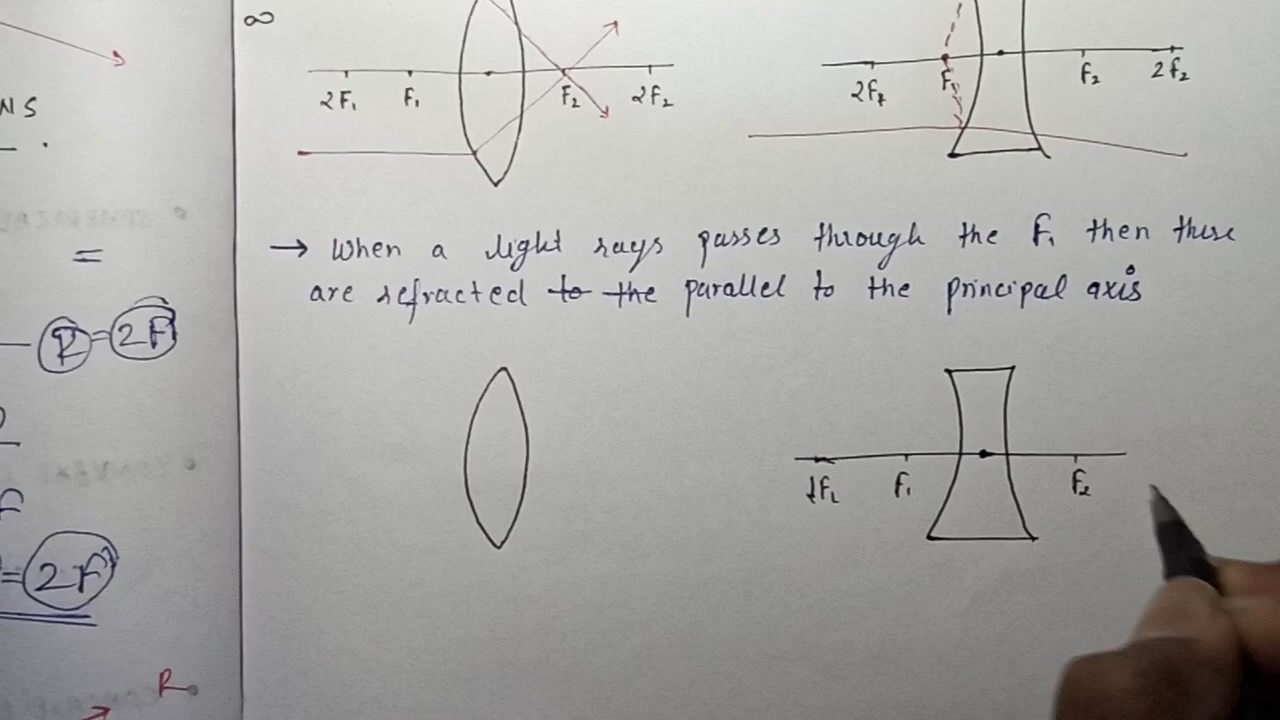 ∞
2F₁ F₁ F₂ 2F₂
F₁ F₂ 2F₂
NS
→ When a light rays passes through the F₁ then these
are refracted to the parallel to the principal axis
=
R = 2F
F₁ F₂
= 2F
R